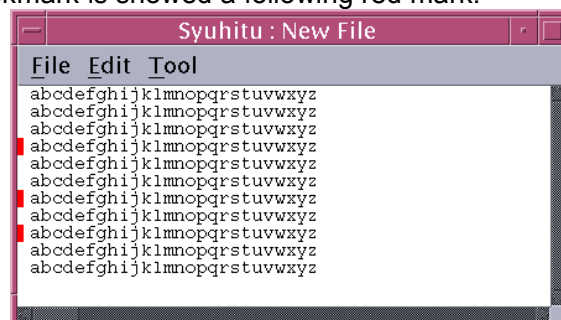 kmark is showed a following red mark.
Syuhitu : New File
File Edit Tool
abcdefghijklmnopqrstuvwxyz
abcdefghijklmnopqrstuvwxyz
abcdefghijklmnopqrstuvwxyz
abcdefghijklmnopqrstuvwxyz
abcdefghijklmnopqrstuvwxyz
abcdefghijklmnopqrstuvwxyz
abcdefghijklmnopqrstuvwxyz
abcdefghijklmnopqrstuvwxyz
abcdefghijklmnopqrstuvwxyz
abcdefghijklmnopqrstuvwxyz
abcdefghijklmnopqrstuvwxyz